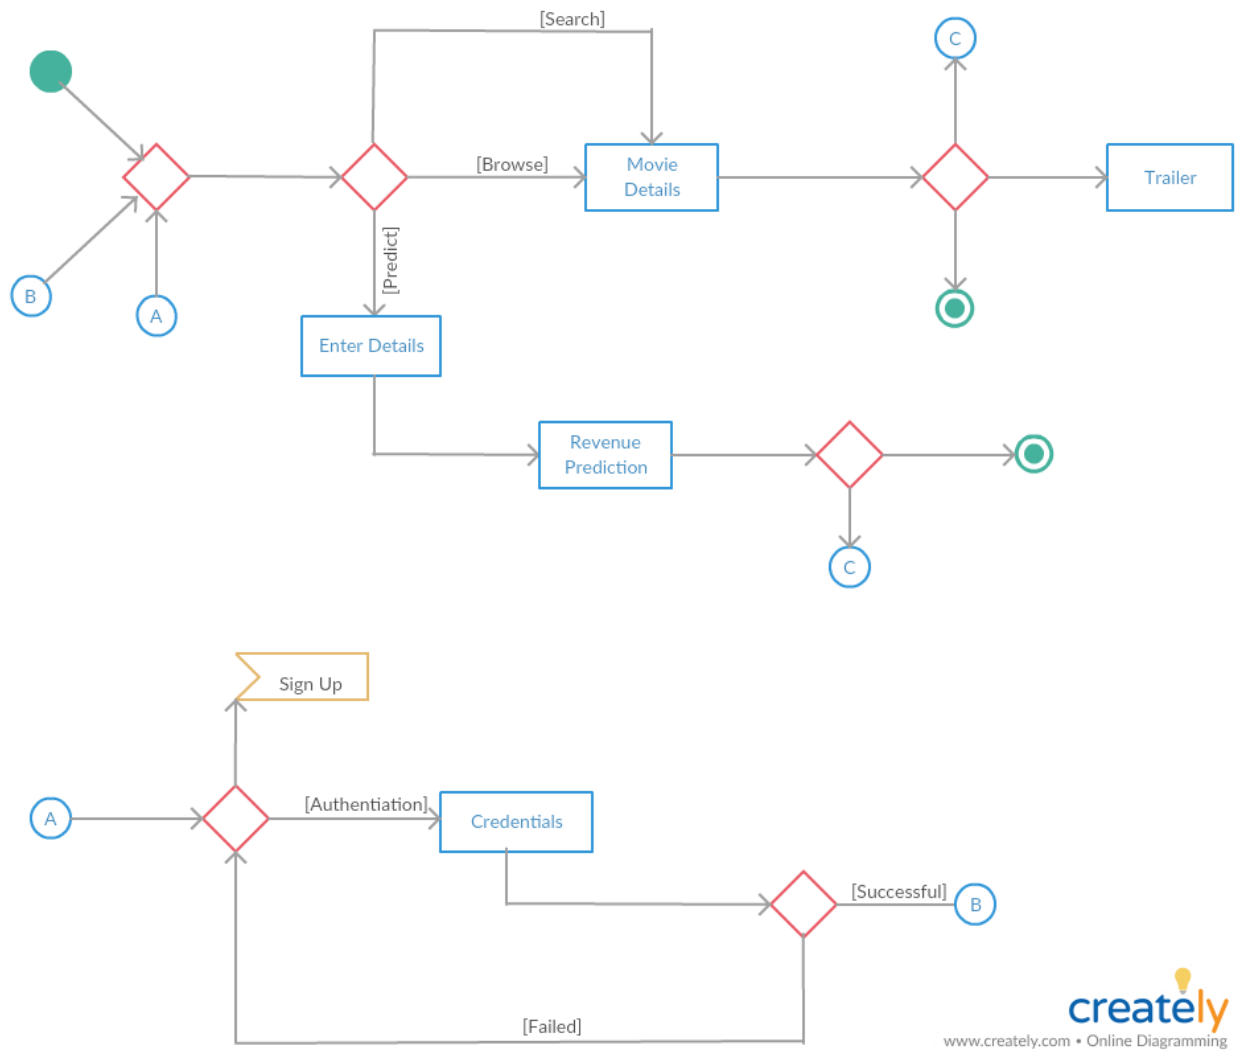 [Search]
C
[Browse]
Movie
Details
Trailer
[Predict]
B
A
Enter Details
Revenue
Prediction
C
Sign Up
A
[Authentiation]
Credentials
[Successful]
B
[Failed]
creately
www.creately.com • Online Diagramming